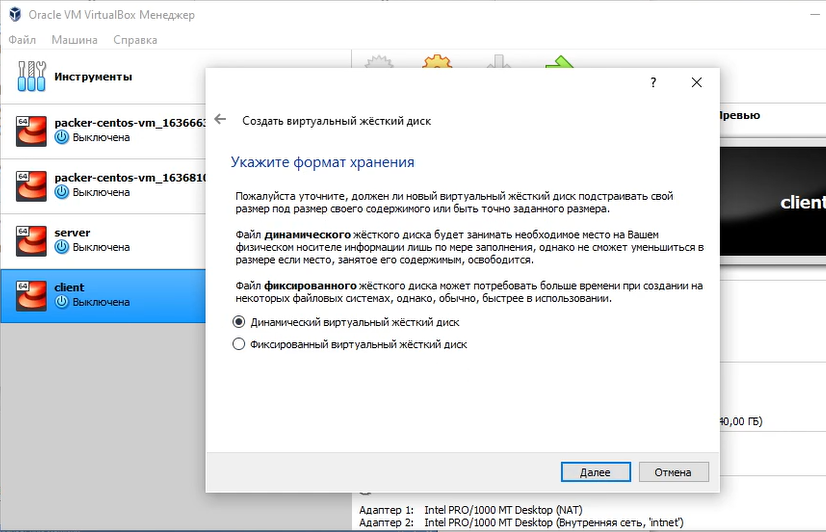 Oracle VM VirtualBox Менеджер
Файл Машина Справка
Инструменты
64
packer-centos-vm_1636663
Выключена
64
packer-centos-vm_1636810
Выключена
64
server
Выключена
64
client
Выключена
?
Создать виртуальный жёсткий диск
Укажите формат хранения
Пожалуйста уточните, должен ли новый виртуальный жёсткий диск подстраивать свой
размер под размер своего содержимого или быть точно заданного размера.
Файл динамического жёсткого диска будет занимать необходимое место на Вашем
физическом носителе информации лишь по мере заполнения, однако не сможет уменьшиться в
размере если место, занятое его содержимым, освободится.
Файл фиксированного жёсткого диска может потребовать больше времени при создании на
некоторых файловых системах, однако, обычно, быстрее в использовании.
Динамический виртуальный жёсткий диск
Фиксированный виртуальный жёсткий диск
Далее
Отмена
Превью
client
40,00 ГБ)
Адаптер 1: Intel PRO/1000 MT Desktop (NAT)
Адаптер 2: Intel PRO/1000 MT Desktop (Внутренняя сеть, 'intnet')